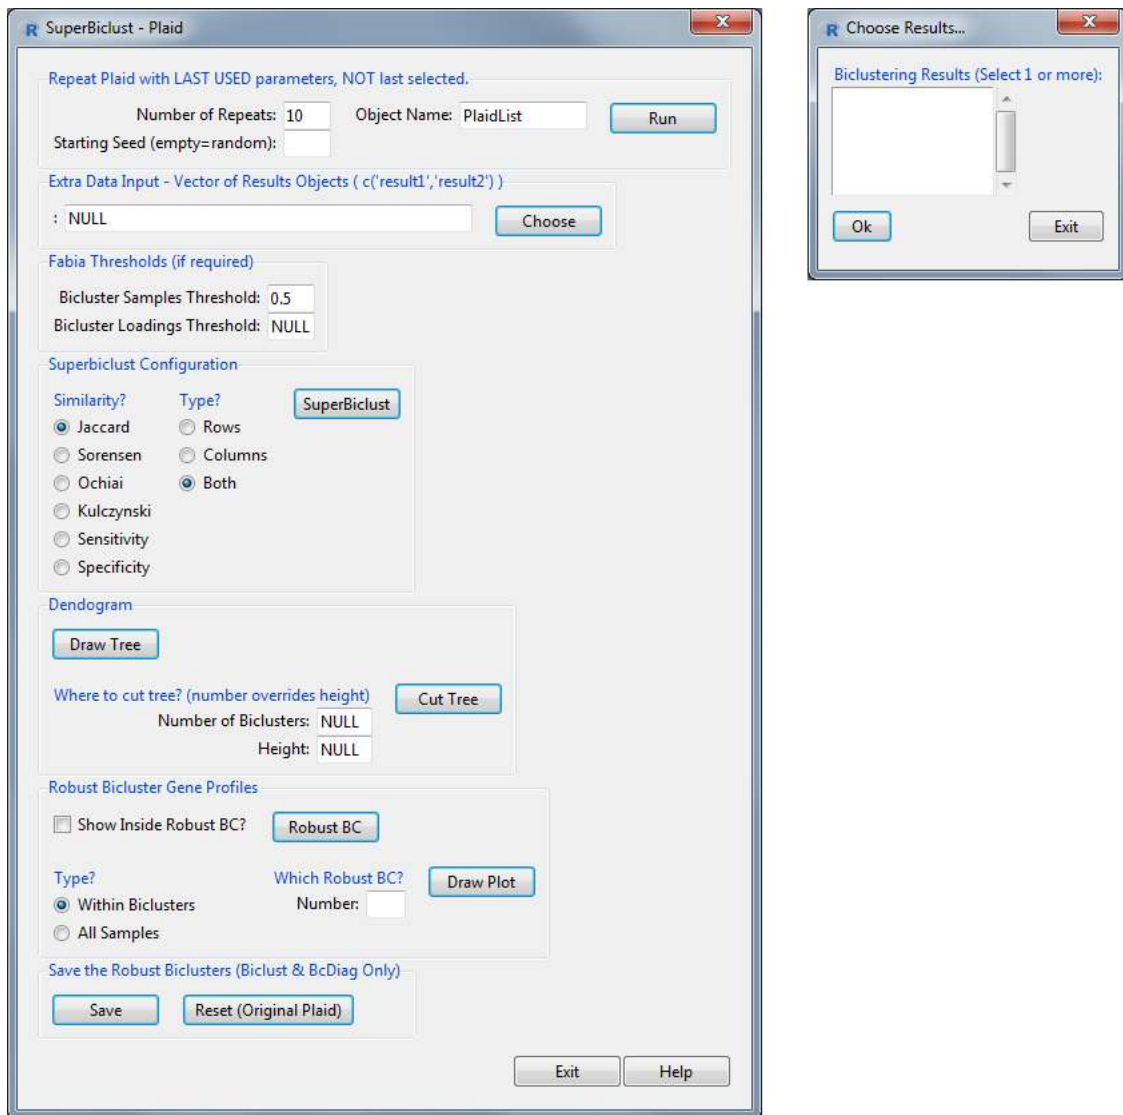 SuperBiclust - Plaid
Repeat Plaid with LAST USED parameters, NOT last selected.
Number of Repeats: 10 Object Name: PlaidList Run
Starting Seed (empty=random):
Extra Data Input - Vector of Results Objects ( c('result1','result2') )
: NULL Choose
Fabia Thresholds (if required)
Bicluster Samples Threshold: 0.5
Bicluster Loadings Threshold: NULL
Superbiclust Configuration
Similarity? Type? SuperBiclust
Jaccard Rows
Sorensen Columns
Ochiai Both
Kulczynski
Sensitivity
Specificity
Dendogram
Draw Tree
Where to cut tree? (number overrides height) Cut Tree
Number of Biclusters: NULL
Height: NULL
Robust Bicluster Gene Profiles
Show Inside Robust BC? Robust BC
Type? Which Robust BC? Draw Plot
Within Biclusters Number:
All Samples
Save the Robust Biclusters (Biclust & BcDiag Only)
Save Reset (Original Plaid)
Exit Help
Choose Results...
Biclustering Results (Select 1 or more):
Ok Exit